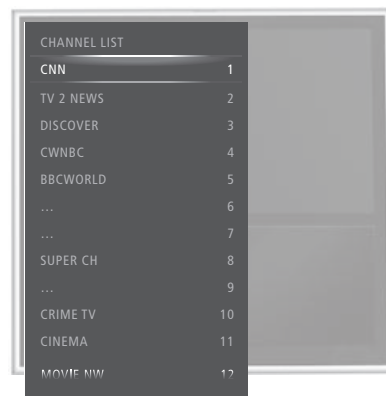 CHANNEL LIST
CNN 1
TV 2 NEWS 2
DISCOVER 3
CWNBC 4
BBCWORLD 5
... 6
... 7
SUPER CH 8
... 9
CRIME TV 10
CINEMA 11
MOVIE NW 12